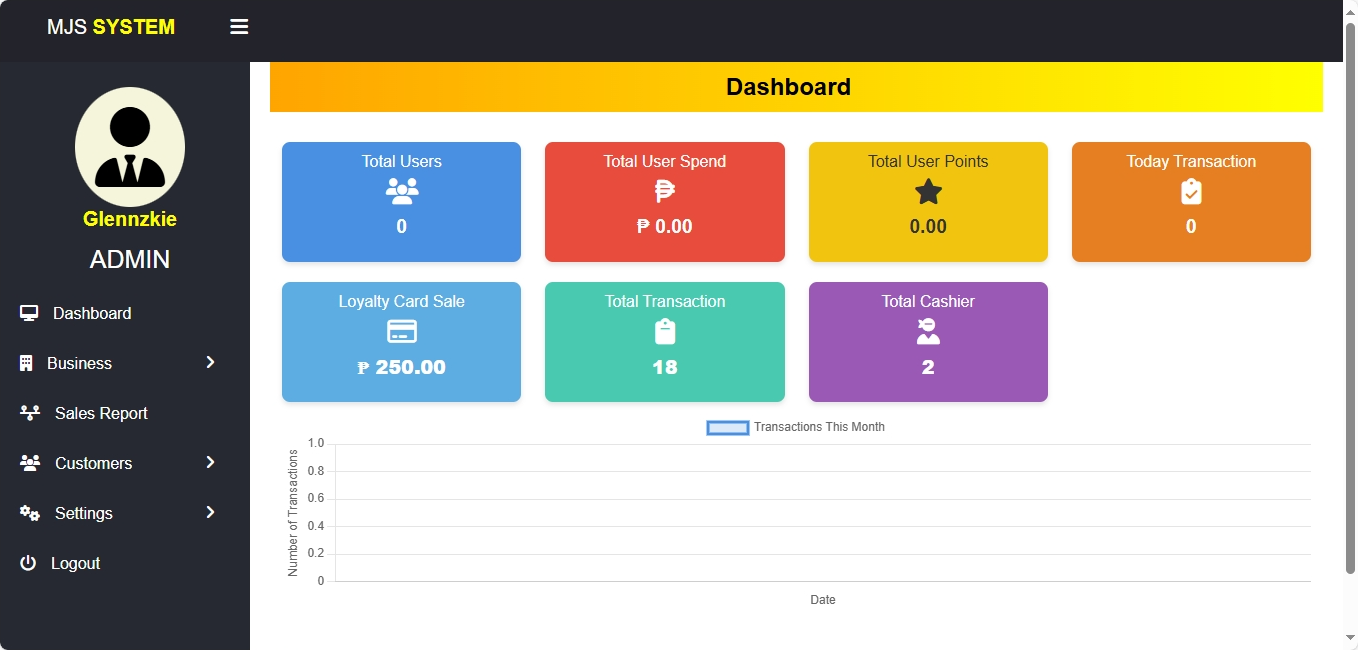 MJS SYSTEM
Dashboard
Glennzkie
ADMIN
Dashboard
Business
Sales Report
Customers
Settings
Logout
Total Users
0
Total User Spend
₱ 0.00
Total User Points
0.00
Today Transaction
0
Loyalty Card Sale
₱ 250.00
Total Transaction
18
Total Cashier
2
Transactions This Month
Number of Transactions
1.0
0.8
0.6
0.4
0.2
0
Date